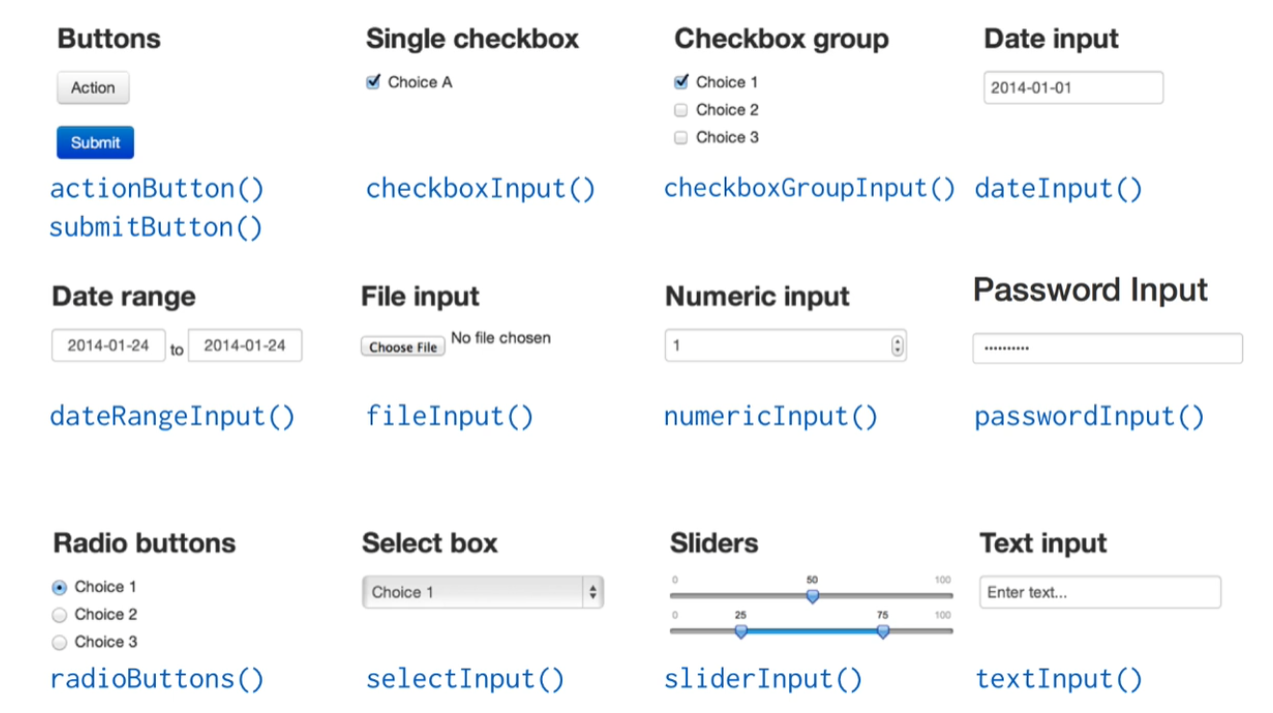 Buttons
Action
Submit
actionButton()
submitButton()
Single checkbox
Choice A
checkboxInput()
Checkbox group
Choice 1
Choice 2
Choice 3
checkboxGroupInput()
Date input
2014-01-01
dateInput()
Date range
2014-01-24 to 2014-01-24
dateRangeInput()
File input
Choose File No file chosen
fileInput()
Numeric input
1
numericInput()
Password Input
••••••••••
passwordInput()
Radio buttons
Choice 1
Choice 2
Choice 3
radioButtons()
Select box
Choice 1
selectInput()
Sliders
0 50 100
0 25 75 100
sliderInput()
Text input
Enter text...
textInput()